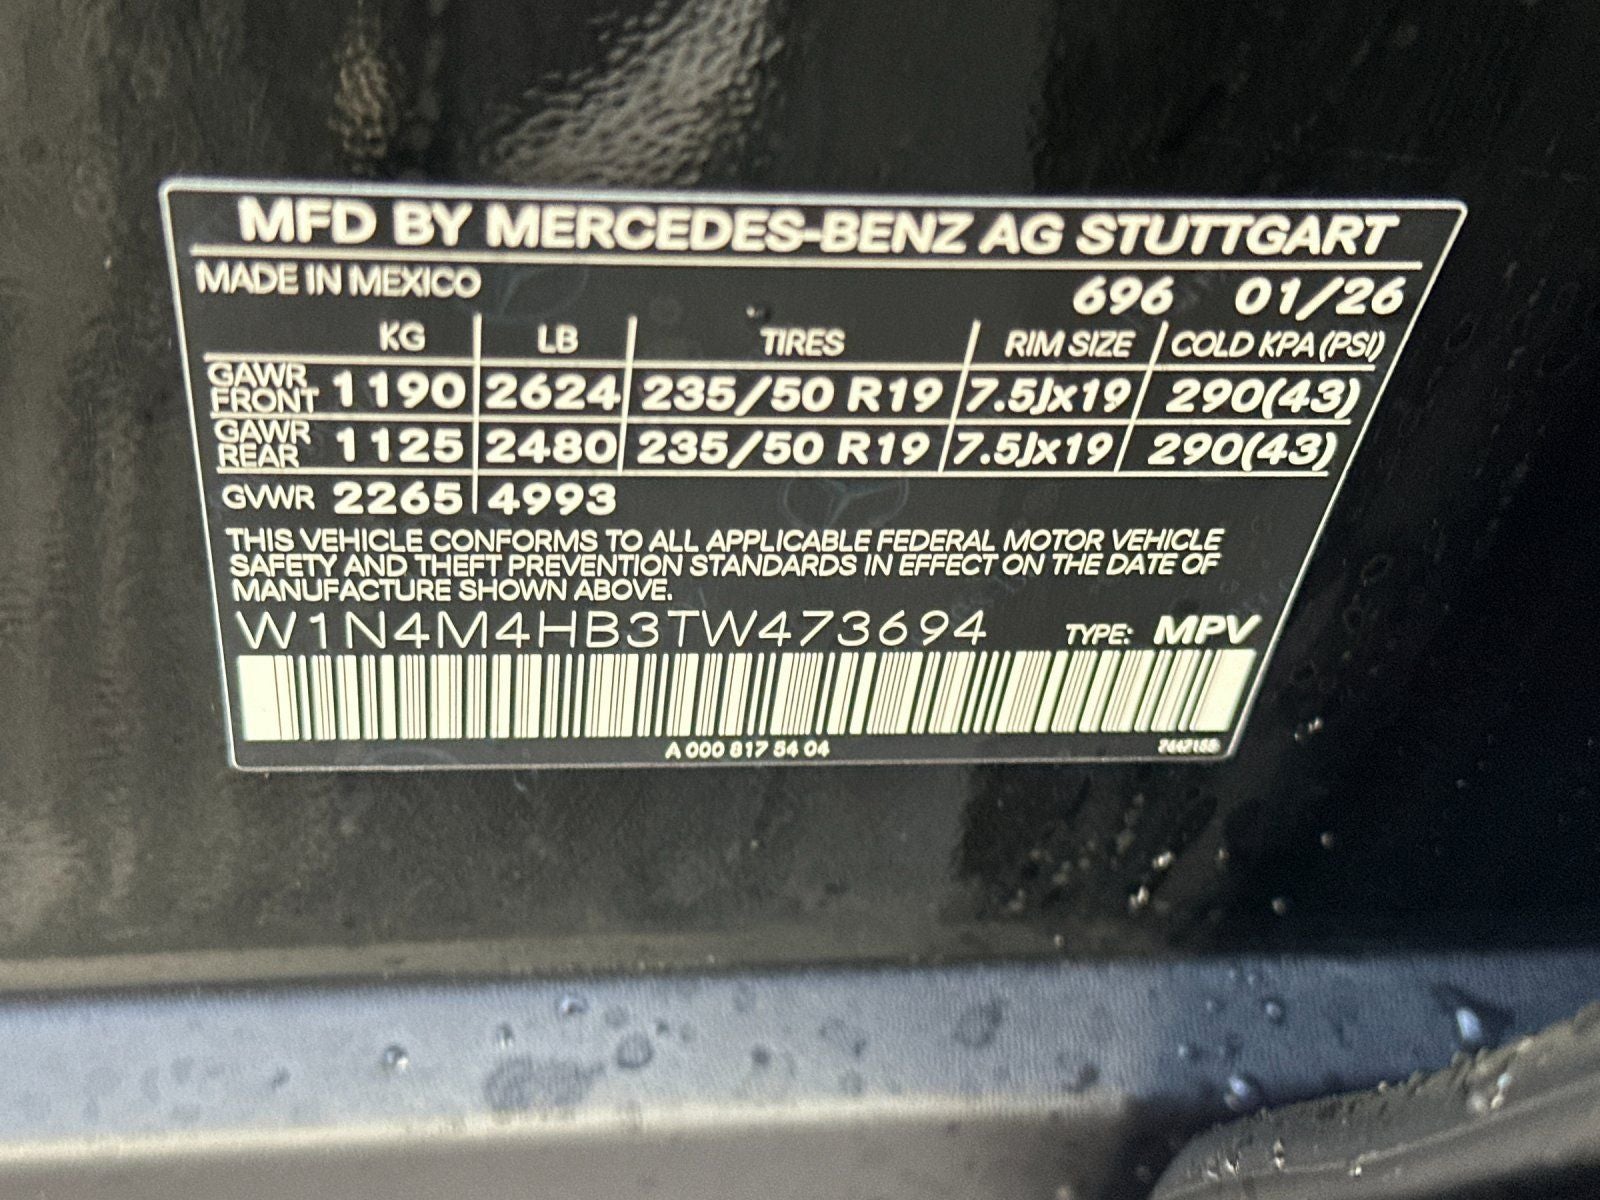 MFD BY MERCEDES-BENZ AG STUTTGART
MADE IN MEXICO 696 01/26
KG LB TIRES RIM SIZE COLD KPA (PSI)
GAWR FRONT 1190 2624 235/50 R19 7.5Jx19 290(43)
GAWR REAR 1125 2480 235/50 R19 7.5Jx19 290(43)
GVWR 2265 4993
THIS VEHICLE CONFORMS TO ALL APPLICABLE FEDERAL MOTOR VEHICLE
SAFETY AND THEFT PREVENTION STANDARDS IN EFFECT ON THE DATE OF
MANUFACTURE SHOWN ABOVE.
W1N4M4HB3TW473694 TYPE: MPV
A 000 817 54 04